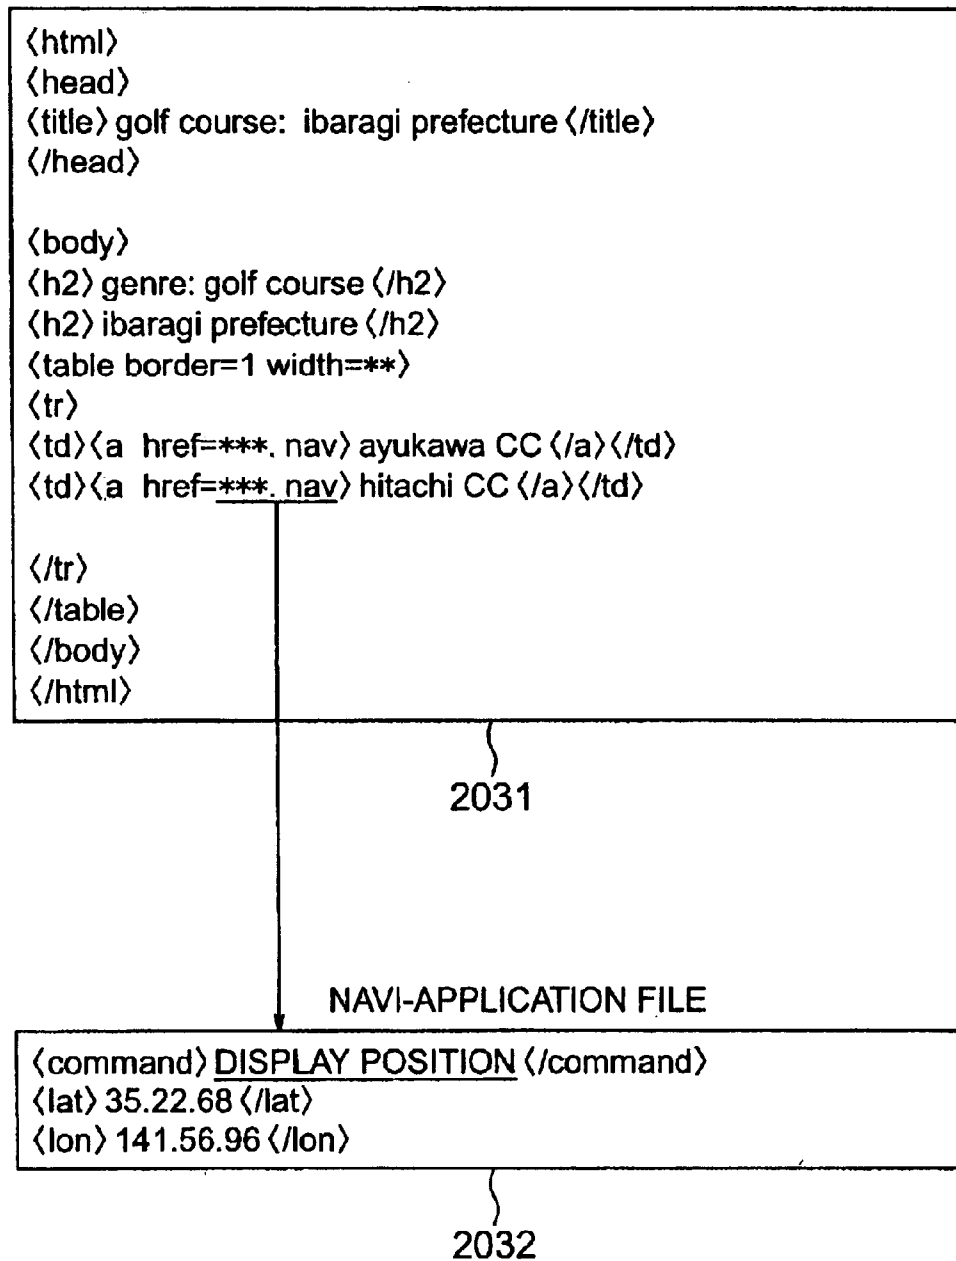 〈html〉
〈head〉
〈title〉golf course: ibaragi prefecture〈/title〉
〈/head〉
〈body〉
〈h2〉genre: golf course〈/h2〉
〈h2〉ibaragi prefecture〈/h2〉
〈table border=1 width=**〉
〈tr〉
〈td〉〈a href=***. nav〉ayukawa CC〈/a〉〈/td〉
〈td〉〈a href=***. nav〉hitachi CC〈/a〉〈/td〉
〈/tr〉
〈/table〉
〈/body〉
〈/html〉
2031
NAVI-APPLICATION FILE
〈command〉DISPLAY POSITION〈/command〉
〈lat〉35.22.68〈/lat〉
〈lon〉141.56.96〈/lon〉
2032